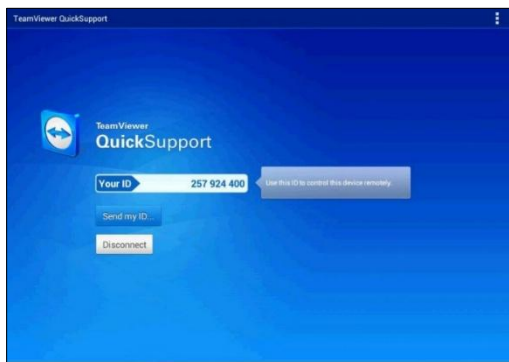 TeamViewer QuickSupport
TeamViewer
QuickSupport
Your ID 257 924 400
Use this ID to control this device remotely.
Send my ID...
Disconnect